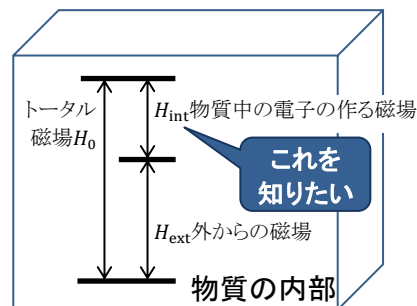 トータル
磁場H₀
H_int物質中の電子の作る磁場
これを
知りたい
H_ext外からの磁場
物質の内部